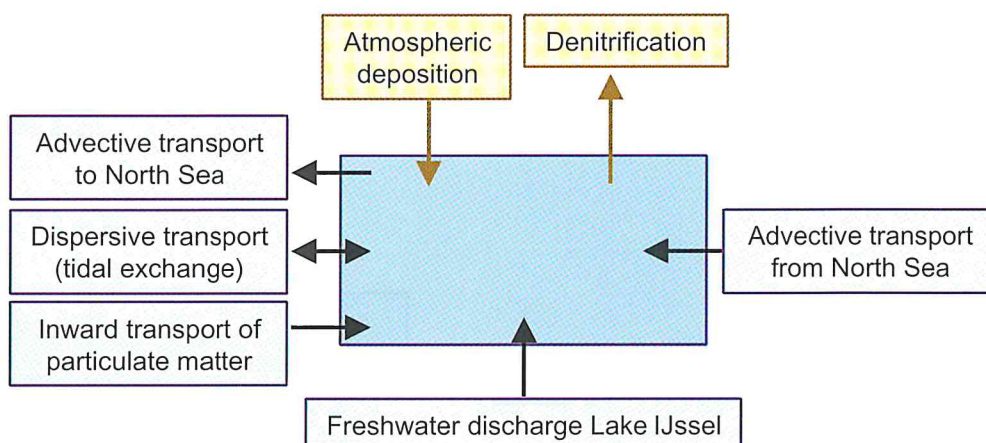 Atmospheric
deposition
Denitrification
Advective transport
to North Sea
Dispersive transport
(tidal exchange)
Advective transport
from North Sea
Inward transport of
particulate matter
Freshwater discharge Lake IJssel